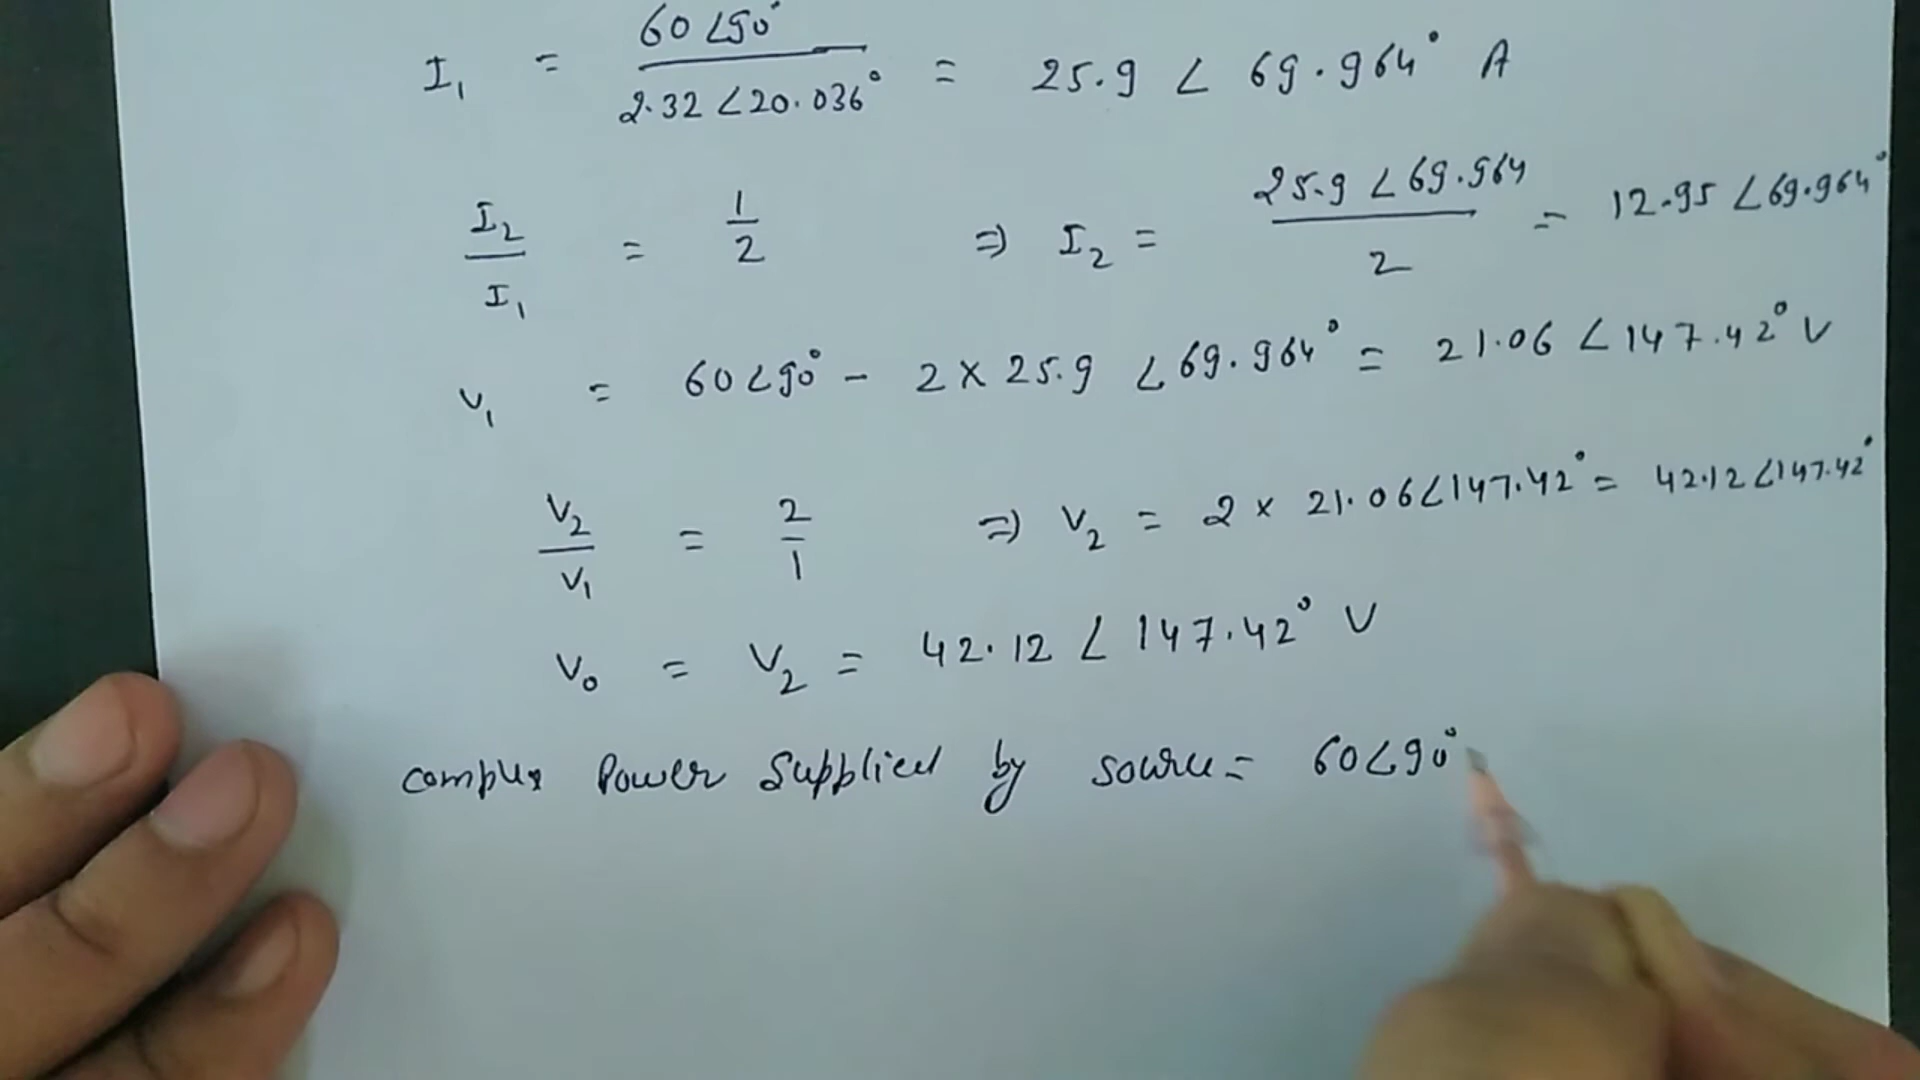 I₁ = 60∠90° / 2.32∠20.036° = 25.9 ∠ 69.964° A
I₂ / I₁ = 1/2 ⇒ I₂ = 25.9∠69.964 / 2 = 12.95∠69.964°
V₁ = 60∠90° - 2 × 25.9 ∠69.964° = 21.06 ∠147.42° V
V₂ / V₁ = 2/1 ⇒ V₂ = 2 × 21.06∠147.42° = 42.12∠147.42°
V₀ = V₂ = 42.12 ∠ 147.42° V
complex Power Supplied by source = 60∠90°